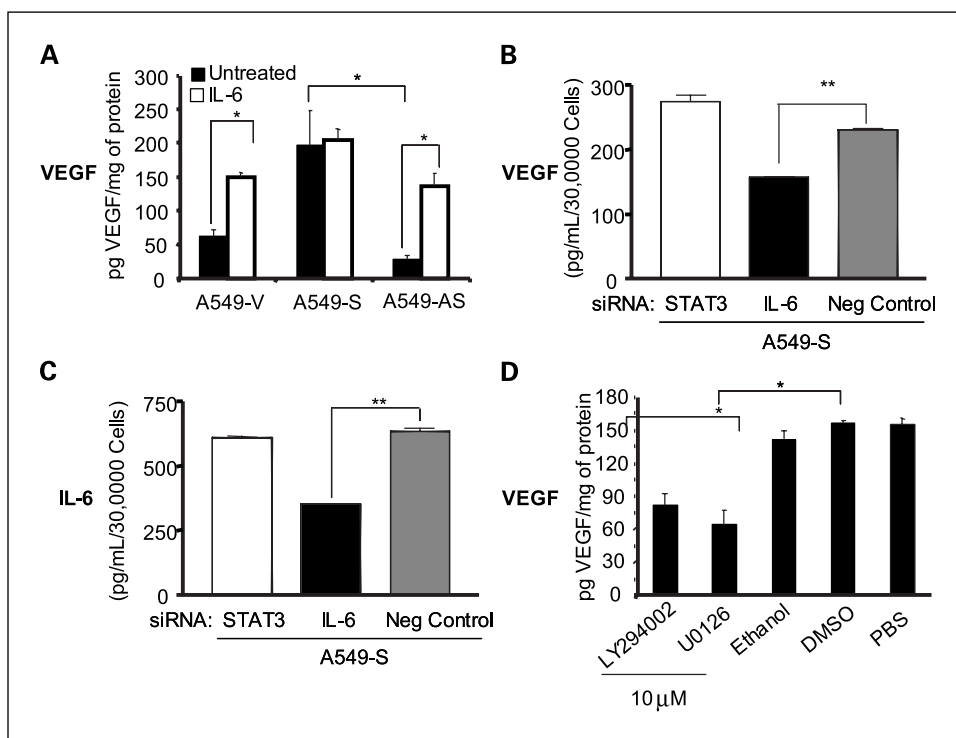 A
VEGF
pg VEGF/mg of protein
300
250
200
150
100
50
0
Untreated
IL-6
*
*
*
A549-V A549-S A549-AS
B
VEGF
(pg/mL/30,0000 Cells)
300
200
100
0
**
siRNA: STAT3 IL-6 Neg Control
A549-S
C
IL-6
(pg/mL/30,0000 Cells)
750
500
250
0
**
siRNA: STAT3 IL-6 Neg Control
A549-S
D
VEGF
pg VEGF/mg of protein
180
150
120
90
60
30
0
*
*
LY294002
U0126
Ethanol
DMSO
PBS
10 μM